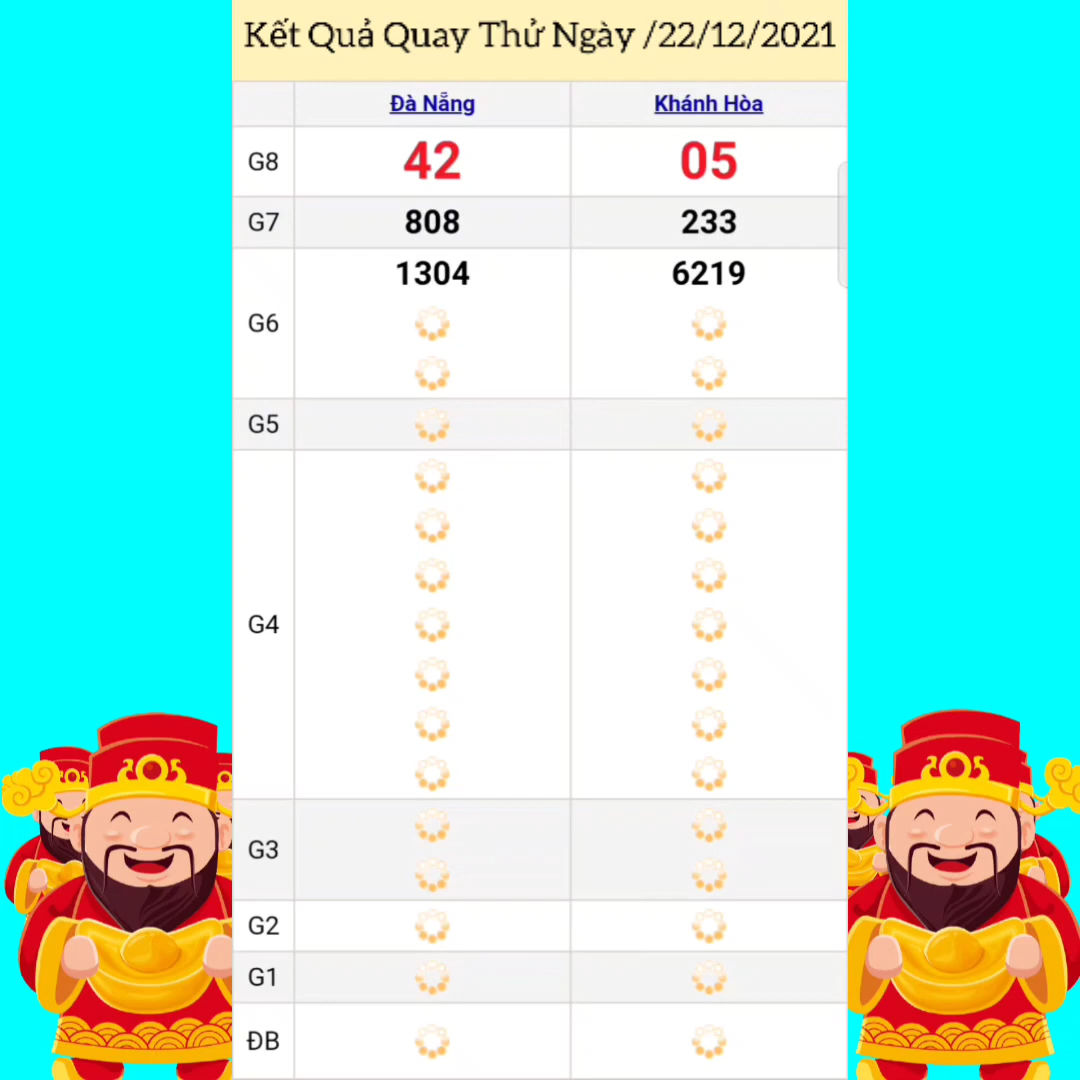 Kết Quả Quay Thử Ngày /22/12/2021
Đà Nẵng Khánh Hòa
G8 42 05
G7 808 233
1304 6219
G6
G5
G4
G3
G2
G1
ĐB